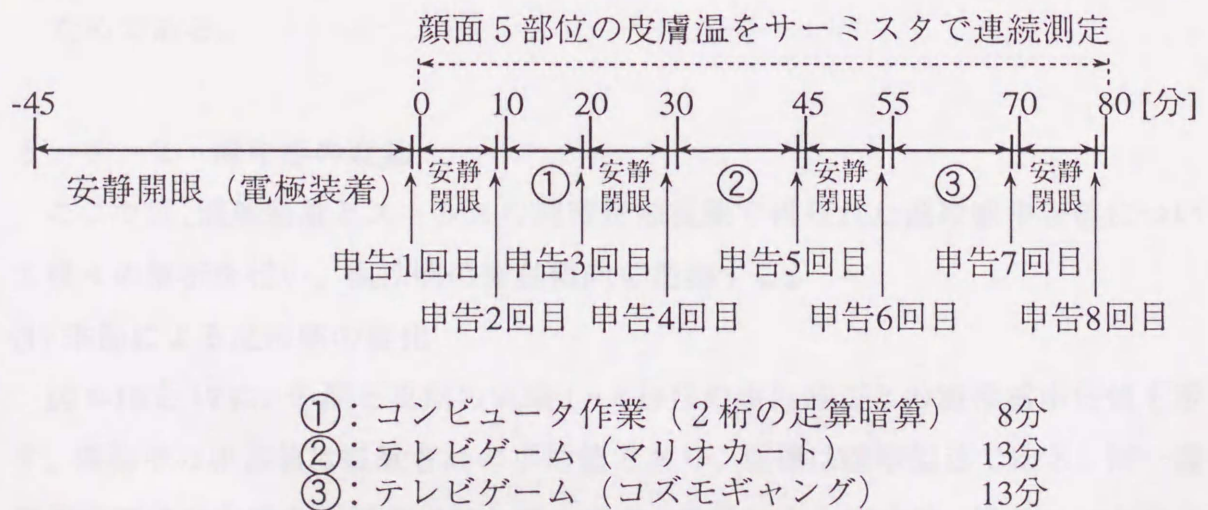 顔面5部位の皮膚温をサーミスタで連続測定
-45 0 10 20 30 45 55 70 80 [分]
安静開眼（電極装着） 安静閉眼 ① 安静閉眼 ② 安静閉眼 ③ 安静閉眼
申告1回目 申告3回目 申告5回目 申告7回目
申告2回目 申告4回目 申告6回目 申告8回目
①：コンピュータ作業（2桁の足算暗算） 8分
②：テレビゲーム（マリオカート） 15分
③：テレビゲーム（コズモギャング） 13分